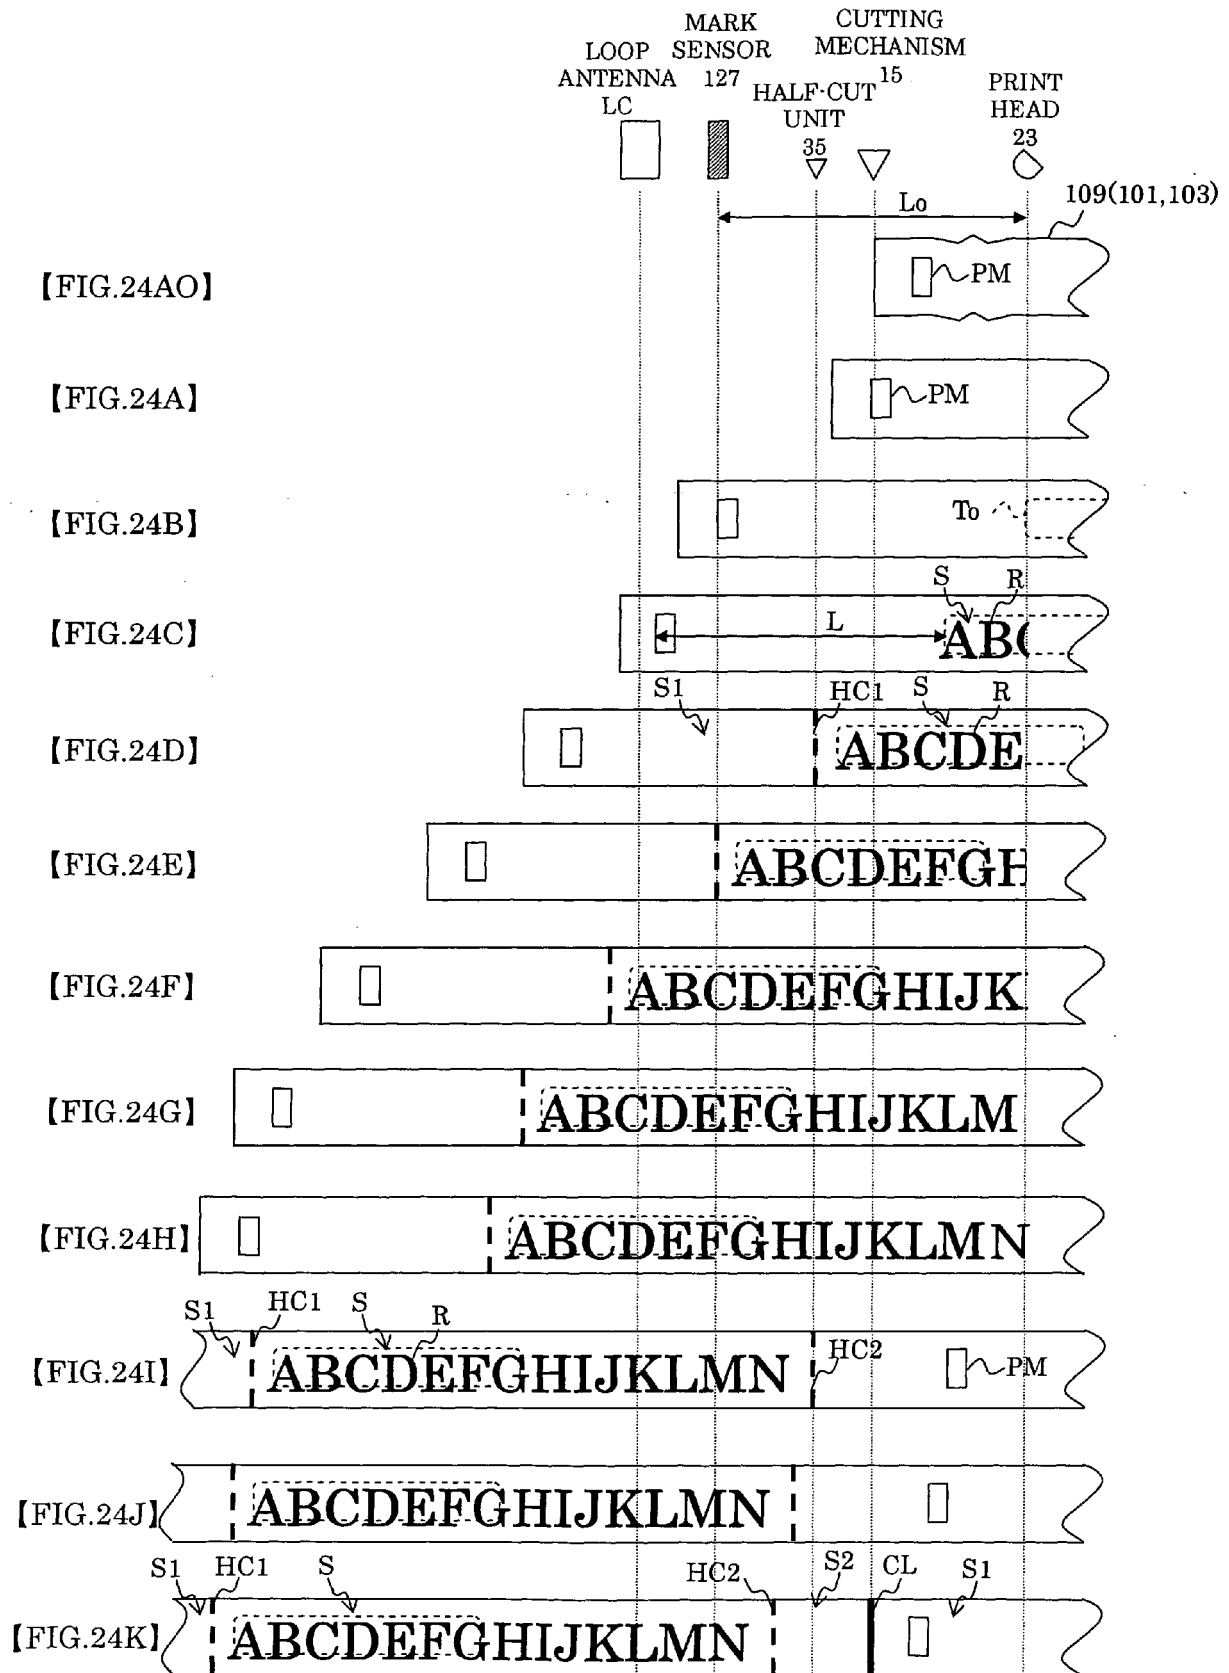 LOOP
ANTENNA
LC
MARK
SENSOR
127
HALF-CUT
UNIT
35
CUTTING
MECHANISM
15
PRINT
HEAD
23
Lo
109(101,103)
【FIG.24AO】
PM
【FIG.24A】
PM
【FIG.24B】
To
【FIG.24C】
S R
L
ABC
【FIG.24D】
S1 HC1 S R
ABCDE
【FIG.24E】
ABCDEFGH
【FIG.24F】
ABCDEFGHIJK
【FIG.24G】
ABCDEFGHIJKLM
【FIG.24H】
ABCDEFGHIJKLMN
【FIG.24I】
S1 HC1 S R
ABCDEFGHIJKLMN
HC2
PM
【FIG.24J】
ABCDEFGHIJKLMN
【FIG.24K】
S1 HC1 S HC2 S2 CL S1
ABCDEFGHIJKLMN